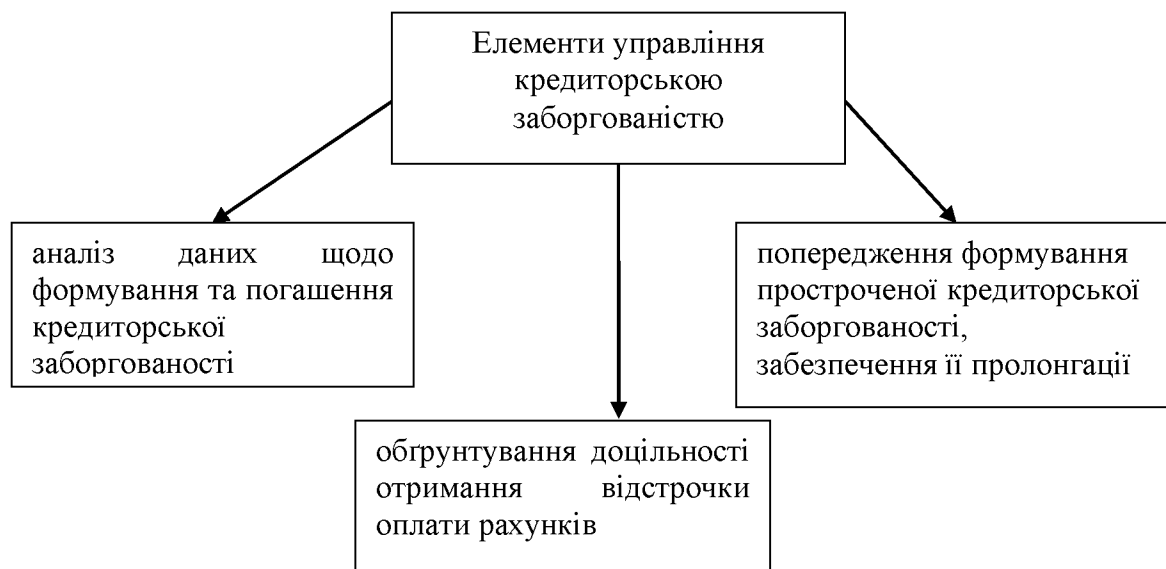 Елементи управління
кредиторською
заборгованістю
аналіз даних щодо
формування та погашення
кредиторської
заборгованості
попередження формування
простроченої кредиторської
заборгованості,
забезпечення її пролонгації
обґрунтування доцільності
отримання відстрочки
оплати рахунків